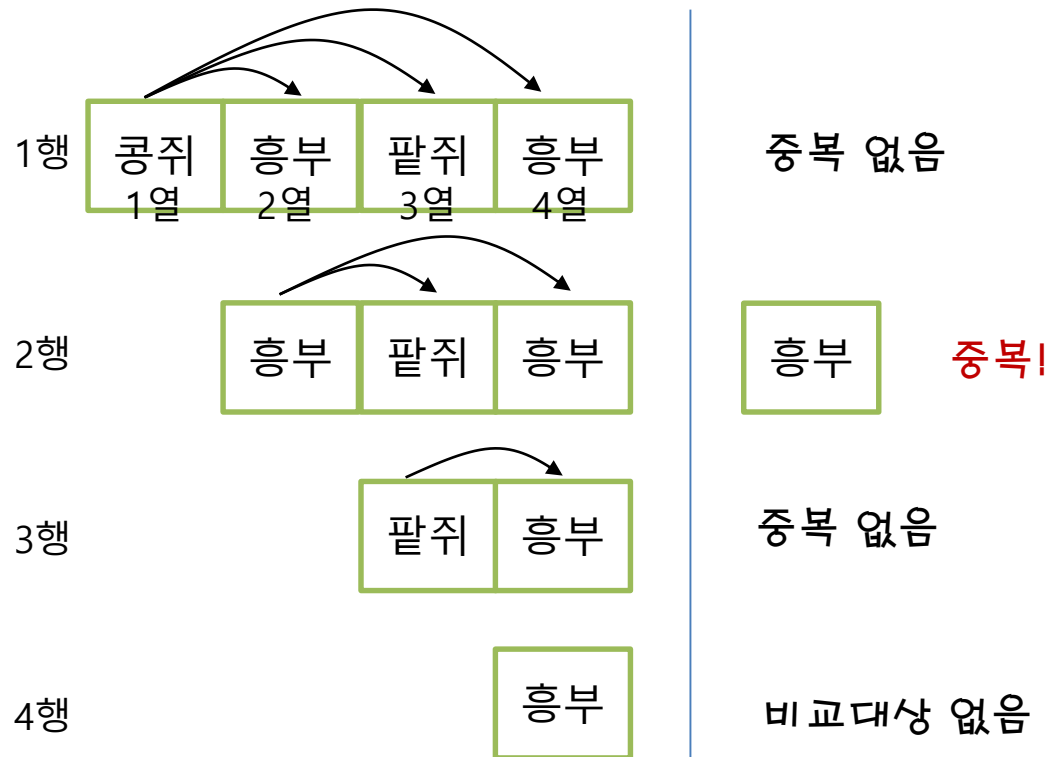 1행 콩쥐 흥부 팥쥐 흥부 중복 없음
1열 2열 3열 4열
2행 흥부 팥쥐 흥부 흥부 중복!
3행 팥쥐 흥부 중복 없음
4행 흥부 비교대상 없음